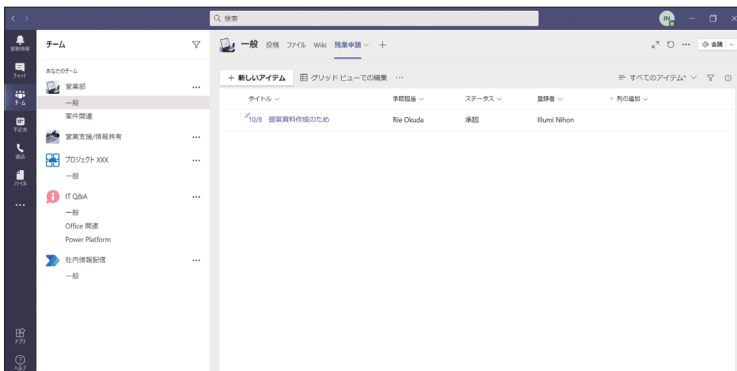 検索
IN
最新情報
チャット
チーム
予定表
通話
ファイル
アプリ
ヘルプ
チーム
あなたのチーム
営業部
一般
案件関連
営業支援/情報共有
プロジェクト XXX
一般
IT Q&A
一般
Office 関連
Power Platform
社内情報配信
一般
一般 投稿 ファイル Wiki 残業申請
会議
+ 新しいアイテム グリッド ビューでの編集
すべてのアイテム*
タイトル 承認担当 ステータス 登録者 + 列の追加
10/8 提案資料作成のため Rie Okuda 承認 Illumi Nihon